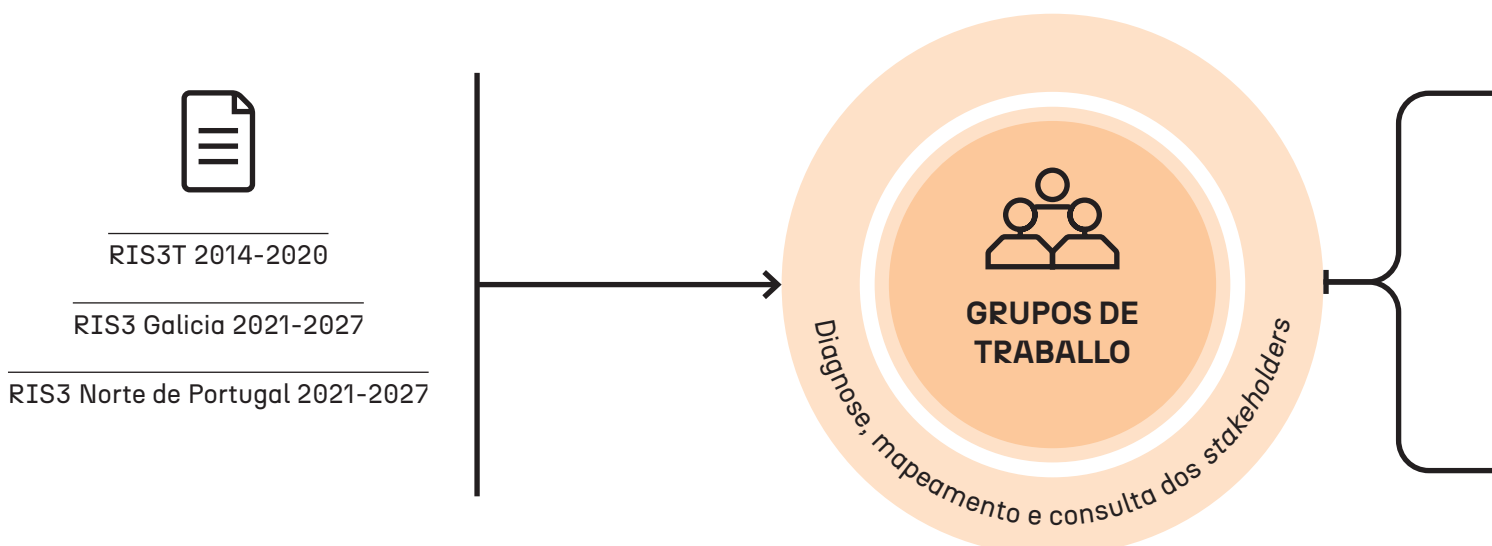 RIS3T 2014-2020
RIS3 Galicia 2021-2027
RIS3 Norte de Portugal 2021-2027
GRUPOS DE
TRABALLO
Diagnose, mapeamento e consulta dos stakeholders